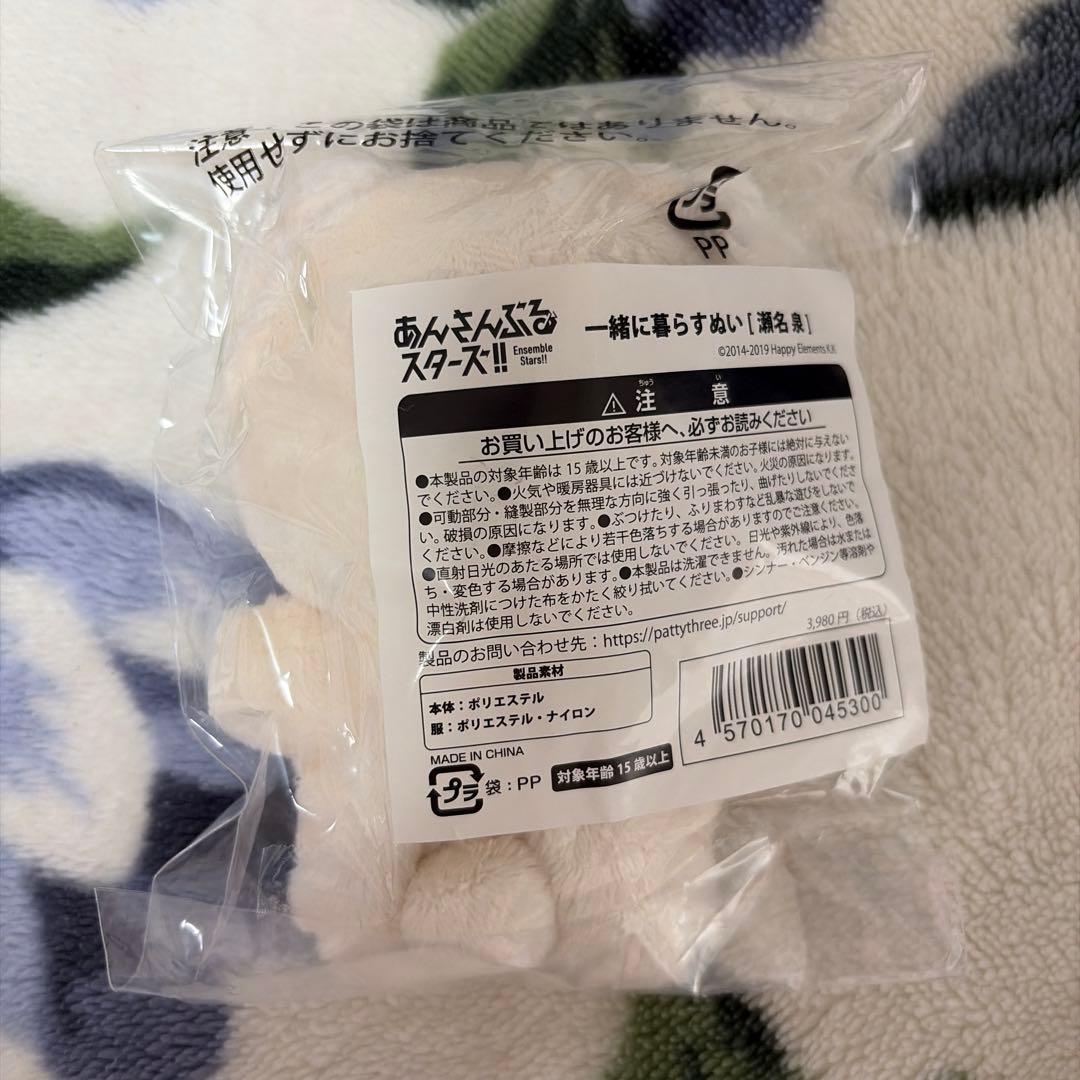 注意:この袋は商品ではありません。
使用せずにお捨てください。
PP
あんさんぶる
スターズ!!
Ensemble
Stars!!
一緒に暮らすぬい[瀬名 泉]
©2014-2019 Happy Elements K.K
ちゅう い
⚠ 注 意
お買い上げのお客様へ、必ずお読みください
●本製品の対象年齢は15歳以上です。対象年齢未満のお子様には絶対に与えない
でください。●火気や暖房器具には近づけないでください。火災の原因になります。
●可動部分・縫製部分を無理な方向に強く引っ張ったり、曲げたりしないでくださ
い。破損の原因になります。●ぶつけたり、ふりまわすなど乱暴な遊びをしないで
ください。●摩擦などにより若干色落ちする場合がありますのでご注意ください。
●直射日光のあたる場所では使用しないでください。日光や紫外線により、色落
ち・変色する場合があります。●本製品は洗濯できません。汚れた場合は水または
中性洗剤につけた布をかたく絞り拭いてください。●シンナー・ベンジン等溶剤や
漂白剤は使用しないでください。
製品のお問い合わせ先:https://pattythree.jp/support/
3,980円(税込)
製品素材
本体:ポリエステル
服:ポリエステル・ナイロン
4 570170 045300
MADE IN CHINA
プラ 袋:PP
対象年齢15歳以上